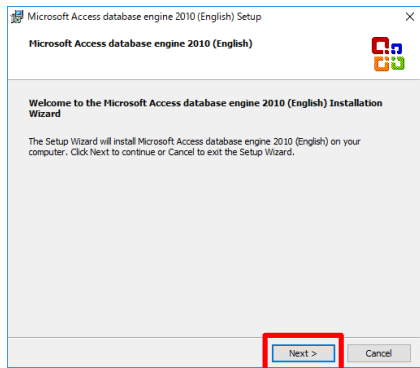 Microsoft Access database engine 2010 (English) Setup
Microsoft Access database engine 2010 (English)
Welcome to the Microsoft Access database engine 2010 (English) Installation
Wizard
The Setup Wizard will install Microsoft Access database engine 2010 (English) on your
computer. Click Next to continue or Cancel to exit the Setup Wizard.
Next >
Cancel